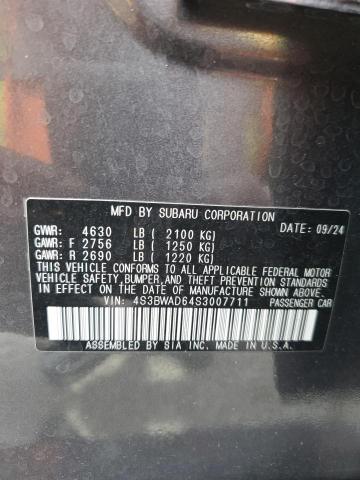 MFD BY SUBARU CORPORATION DATE: 09/24
GVWR: 4630 LB ( 2100 KG)
GAWR: F 2756 LB ( 1250 KG)
GAWR: R 2690 LB ( 1220 KG)
THIS VEHICLE CONFORMS TO ALL APPLICABLE FEDERAL MOTOR
VEHICLE SAFETY,BUMPER,AND THEFT PREVENTION STANDARDS
IN EFFECT ON THE DATE OF MANUFACTURE SHOWN ABOVE.
VIN: 4S3BWAD64S3007711 PASSENGER CAR
ASSEMBLED BY SIA INC. MADE IN U.S.A.